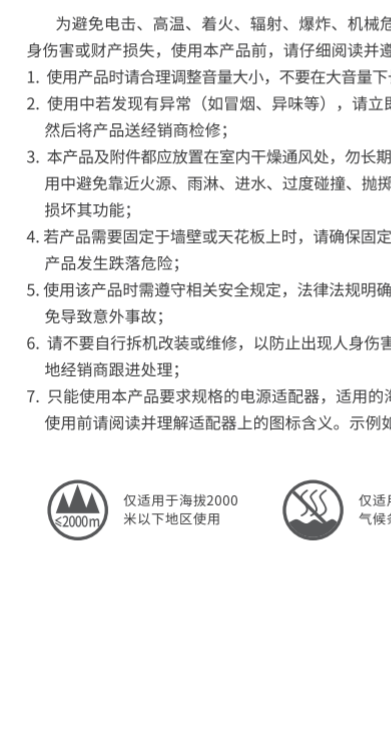 为避免电击、高温、着火、辐射、爆炸、机械危
身伤害或财产损失，使用本产品前，请仔细阅读并遵
1. 使用产品时请合理调整音量大小，不要在大音量下长
2. 使用中若发现有异常（如冒烟、异味等），请立即
然后将产品送经销商检修；
3. 本产品及附件都应放置在室内干燥通风处，勿长期
用中避免靠近火源、雨淋、进水、过度碰撞、抛掷
损坏其功能；
4. 若产品需要固定于墙壁或天花板上时，请确保固定
产品发生跌落危险；
5. 使用该产品时需遵守相关安全规定，法律法规明确
免导致意外事故；
6. 请不要自行拆机改装或维修，以防止出现人身伤害
地经销商跟进处理；
7. 只能使用本产品要求规格的电源适配器，适用的海
使用前请阅读并理解适配器上的图标含义。示例如
≤2000m
仅适用于海拔2000
米以下地区使用
仅适用
气候条